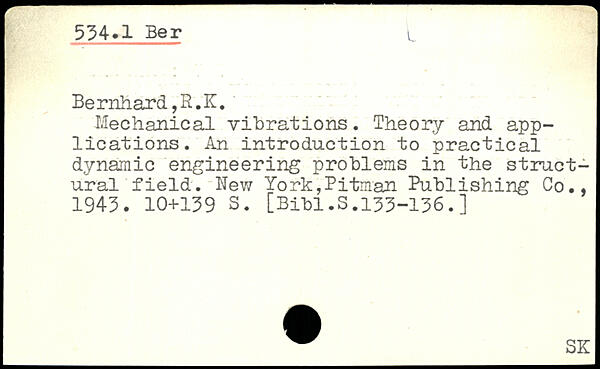 534.1 Ber
Bernhard,R.K.
Mechanical vibrations. Theory and app-
lications. An introduction to practical
dynamic engineering problems in the struct-
ural field. New York,Pitman Publishing Co.,
1943. 10+139 S. [Bibl.S.133-136.]
SK